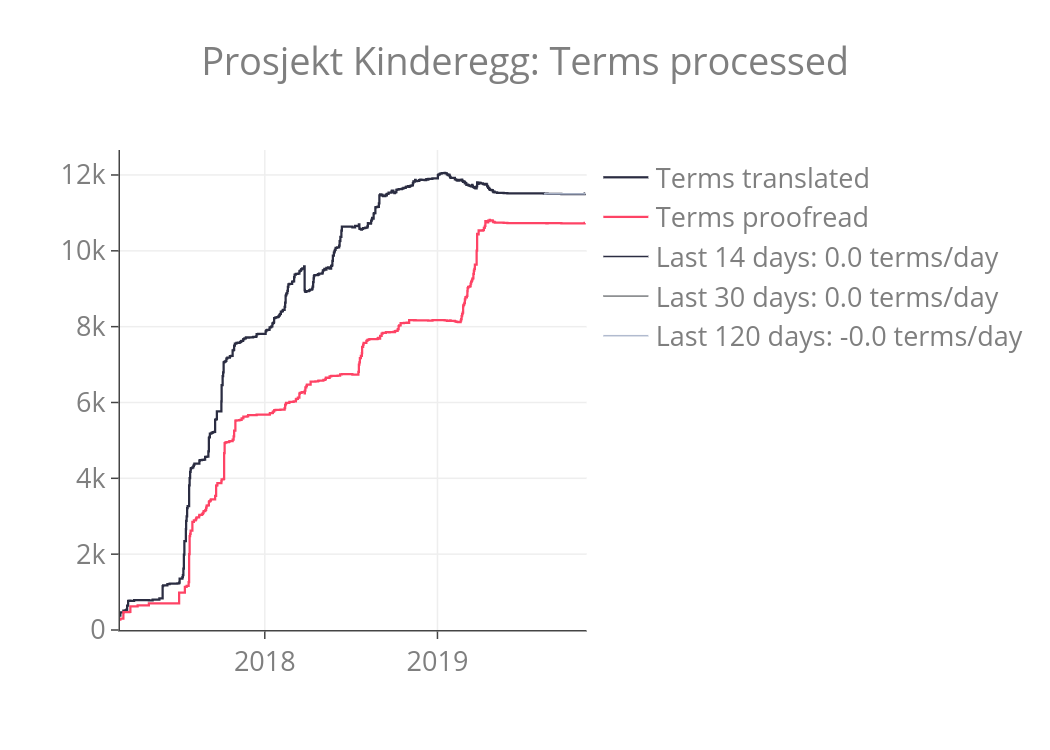 Prosjekt Kinderegg: Terms processed
12k
10k
8k
6k
4k
2k
0
2018 2019
Terms translated
Terms proofread
Last 14 days: 0.0 terms/day
Last 30 days: 0.0 terms/day
Last 120 days: -0.0 terms/day